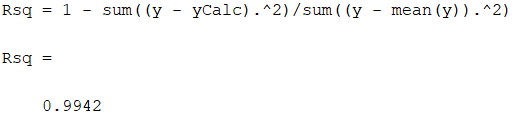 Rsq = 1 - sum((y - yCalc).^2)/sum((y - mean(y)).^2)
Rsq =
0.9942